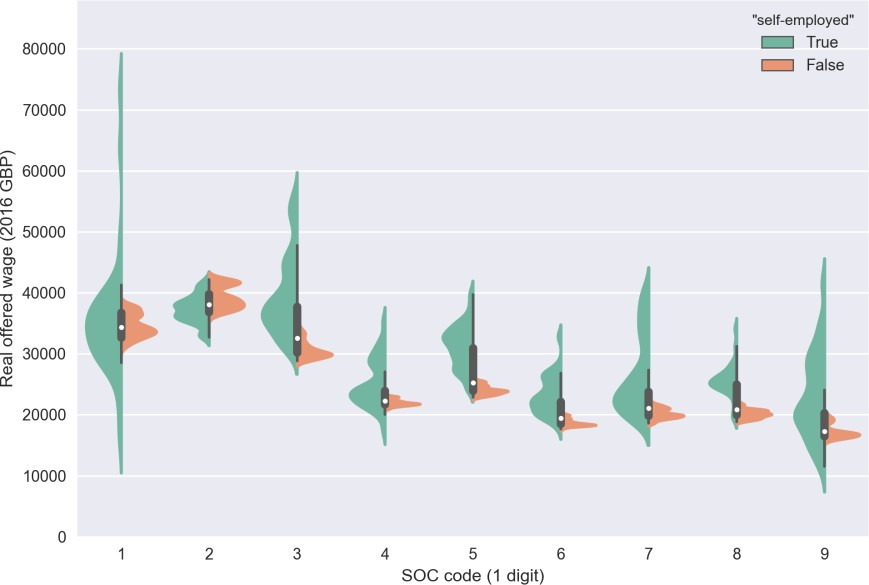 "self-employed"
True
False
80000
70000
60000
50000
40000
30000
20000
10000
0
Real offered wage (2016 GBP)
1 2 3 4 5 6 7 8 9
SOC code (1 digit)